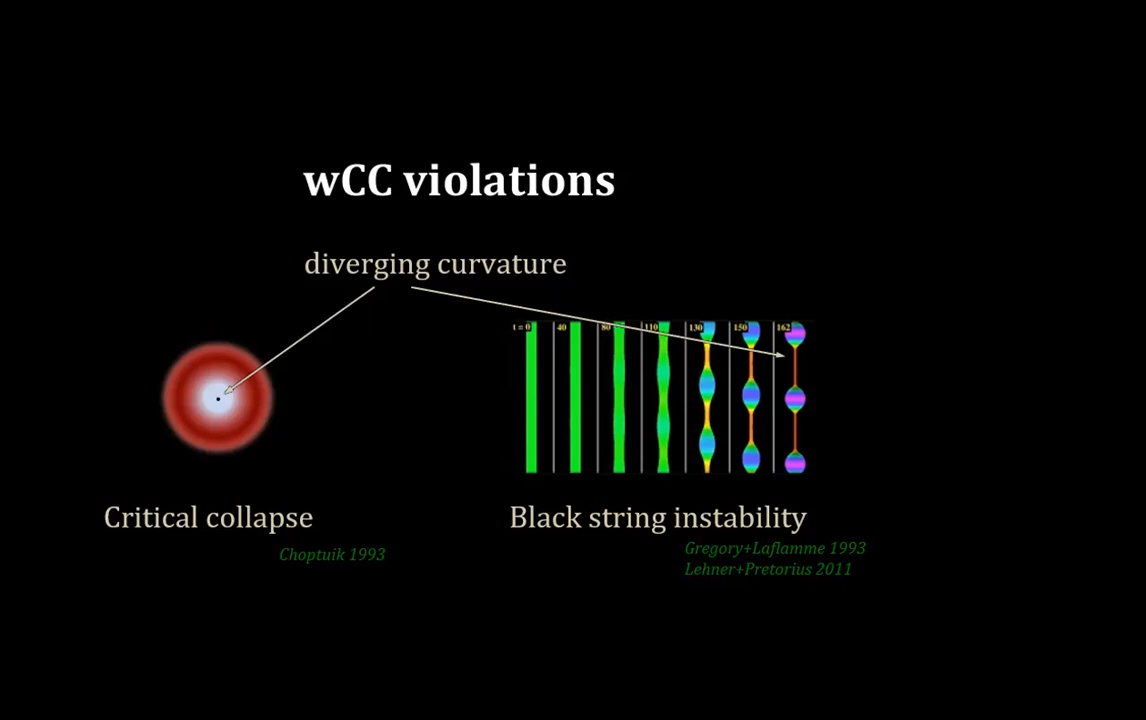 wCC violations
diverging curvature
t = 0 40 80 110 130 150 162
Critical collapse
Choptuik 1993
Black string instability
Gregory+Laflamme 1993
Lehner+Pretorius 2011